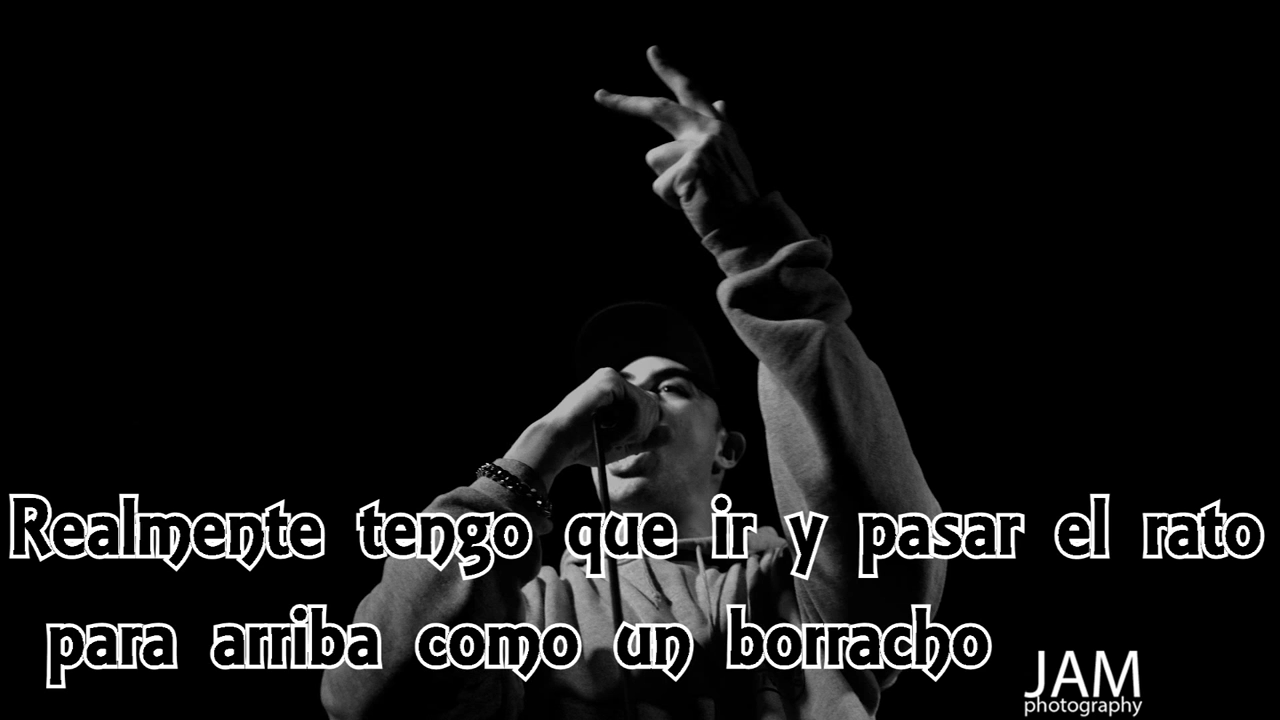 Realmente tengo que ir y pasar el rato
para arriba como un borracho
JAM
photography